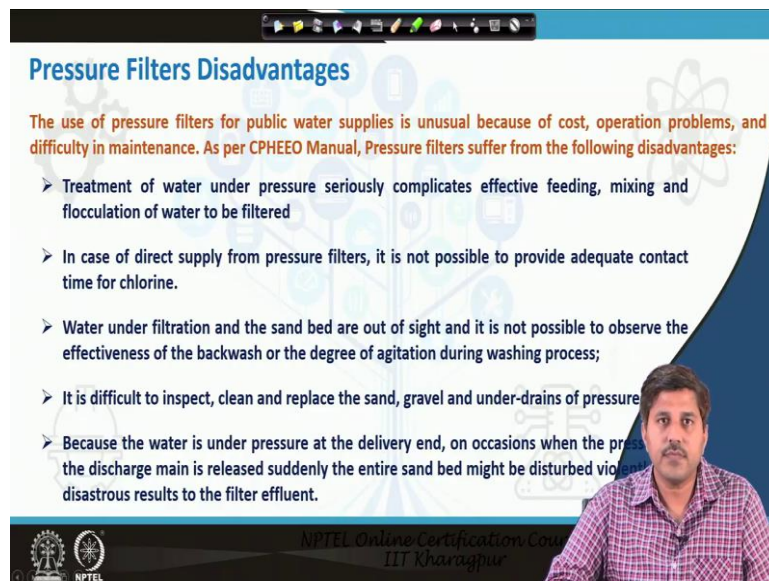 Pressure Filters Disadvantages
The use of pressure filters for public water supplies is unusual because of cost, operation problems, and
difficulty in maintenance. As per CPHEEO Manual, Pressure filters suffer from the following disadvantages:
➢ Treatment of water under pressure seriously complicates effective feeding, mixing and
flocculation of water to be filtered
➢ In case of direct supply from pressure filters, it is not possible to provide adequate contact
time for chlorine.
➢ Water under filtration and the sand bed are out of sight and it is not possible to observe the
effectiveness of the backwash or the degree of agitation during washing process;
➢ It is difficult to inspect, clean and replace the sand, gravel and under-drains of pressure
➢ Because the water is under pressure at the delivery end, on occasions when the
the discharge main is released suddenly the entire sand bed might be disturbed
disastrous results to the filter effluent.
NPTEL Online Certification
IIT Kharagpur
NPTEL